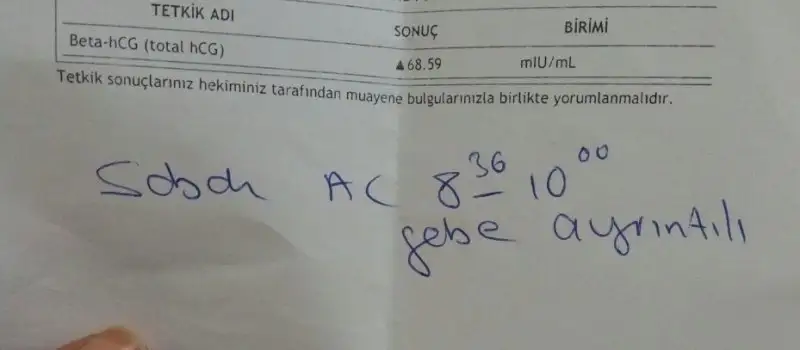 TETKİK ADI SONUÇ BİRİMİ
Beta-hCG (total hCG) ▲68.59 mIU/mL
Tetkik sonuçlarınız hekiminiz tarafından muayene bulgularınızla birlikte yorumlanmalıdır.
Sabah AC 8³⁰ - 10⁰⁰
gebe ayrıntılı